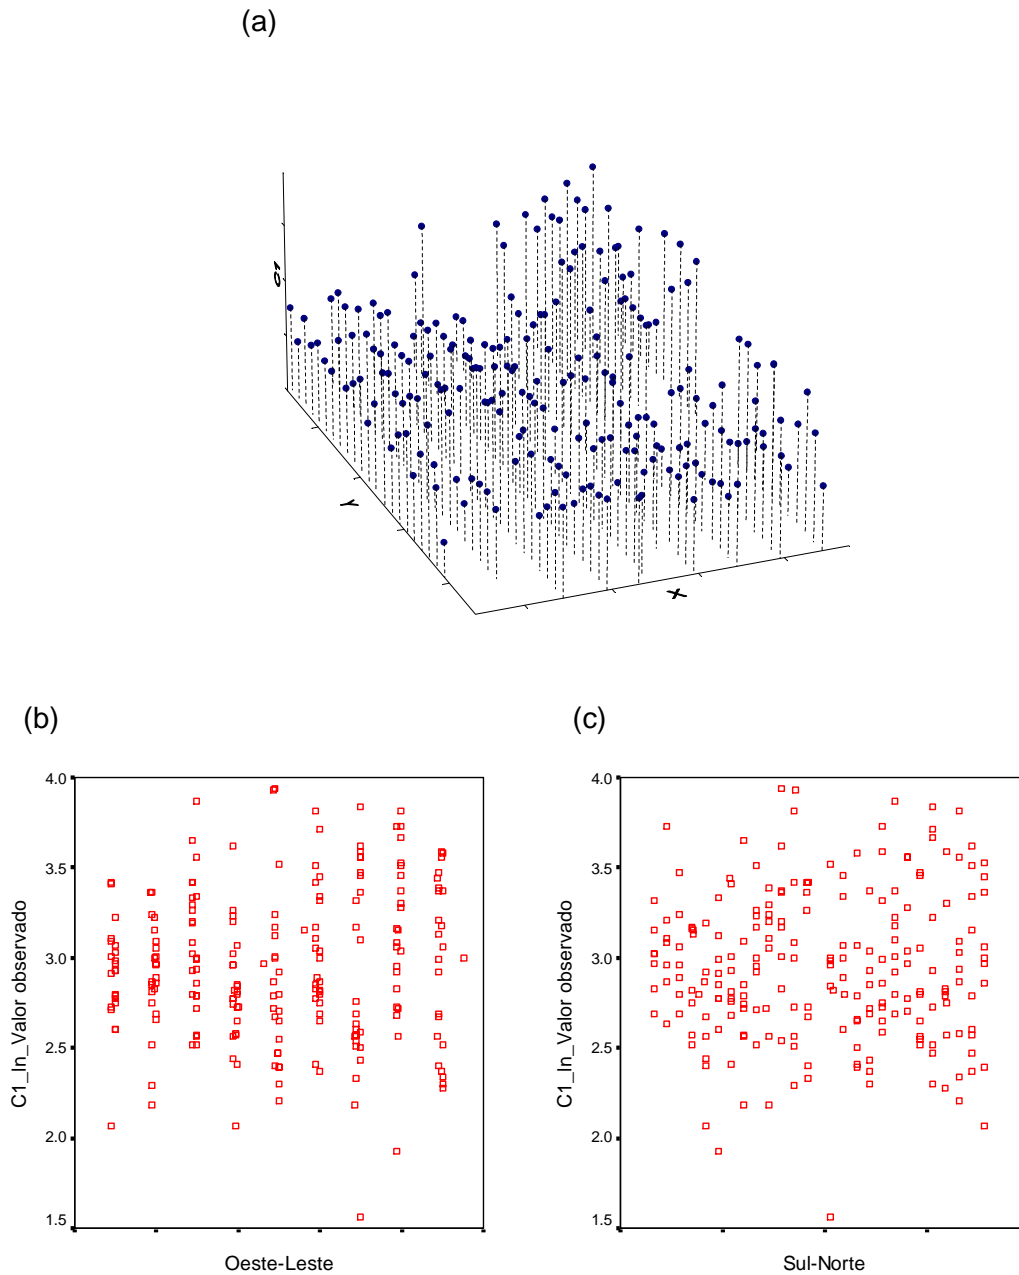 (a)
C1
Y
X
(b)
(c)
4.0
3.5
3.0
2.5
2.0
1.5
C1_ln_Valor observado
Oeste-Leste
4.0
3.5
3.0
2.5
2.0
1.5
C1_ln_Valor observado
Sul-Norte